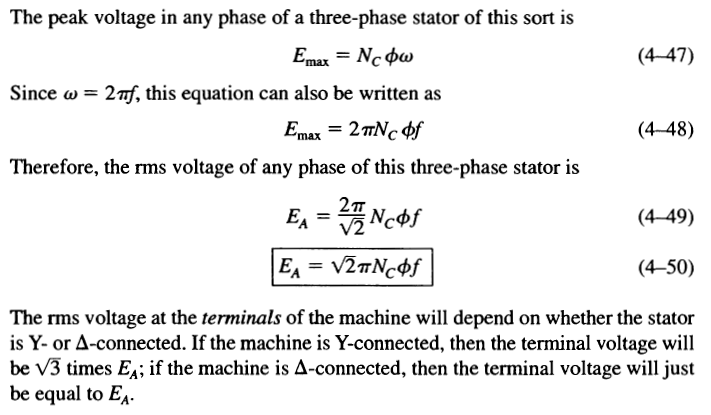 The peak voltage in any phase of a three-phase stator of this sort is
E_max = N_C ϕω (4–47)
Since ω = 2πf, this equation can also be written as
E_max = 2πN_C ϕf (4–48)
Therefore, the rms voltage of any phase of this three-phase stator is
E_A = 2π/√2 N_Cϕf (4–49)
E_A = √2πN_Cϕf (4–50)
The rms voltage at the terminals of the machine will depend on whether the stator
is Y- or Δ-connected. If the machine is Y-connected, then the terminal voltage will
be √3 times E_A; if the machine is Δ-connected, then the terminal voltage will just
be equal to E_A.